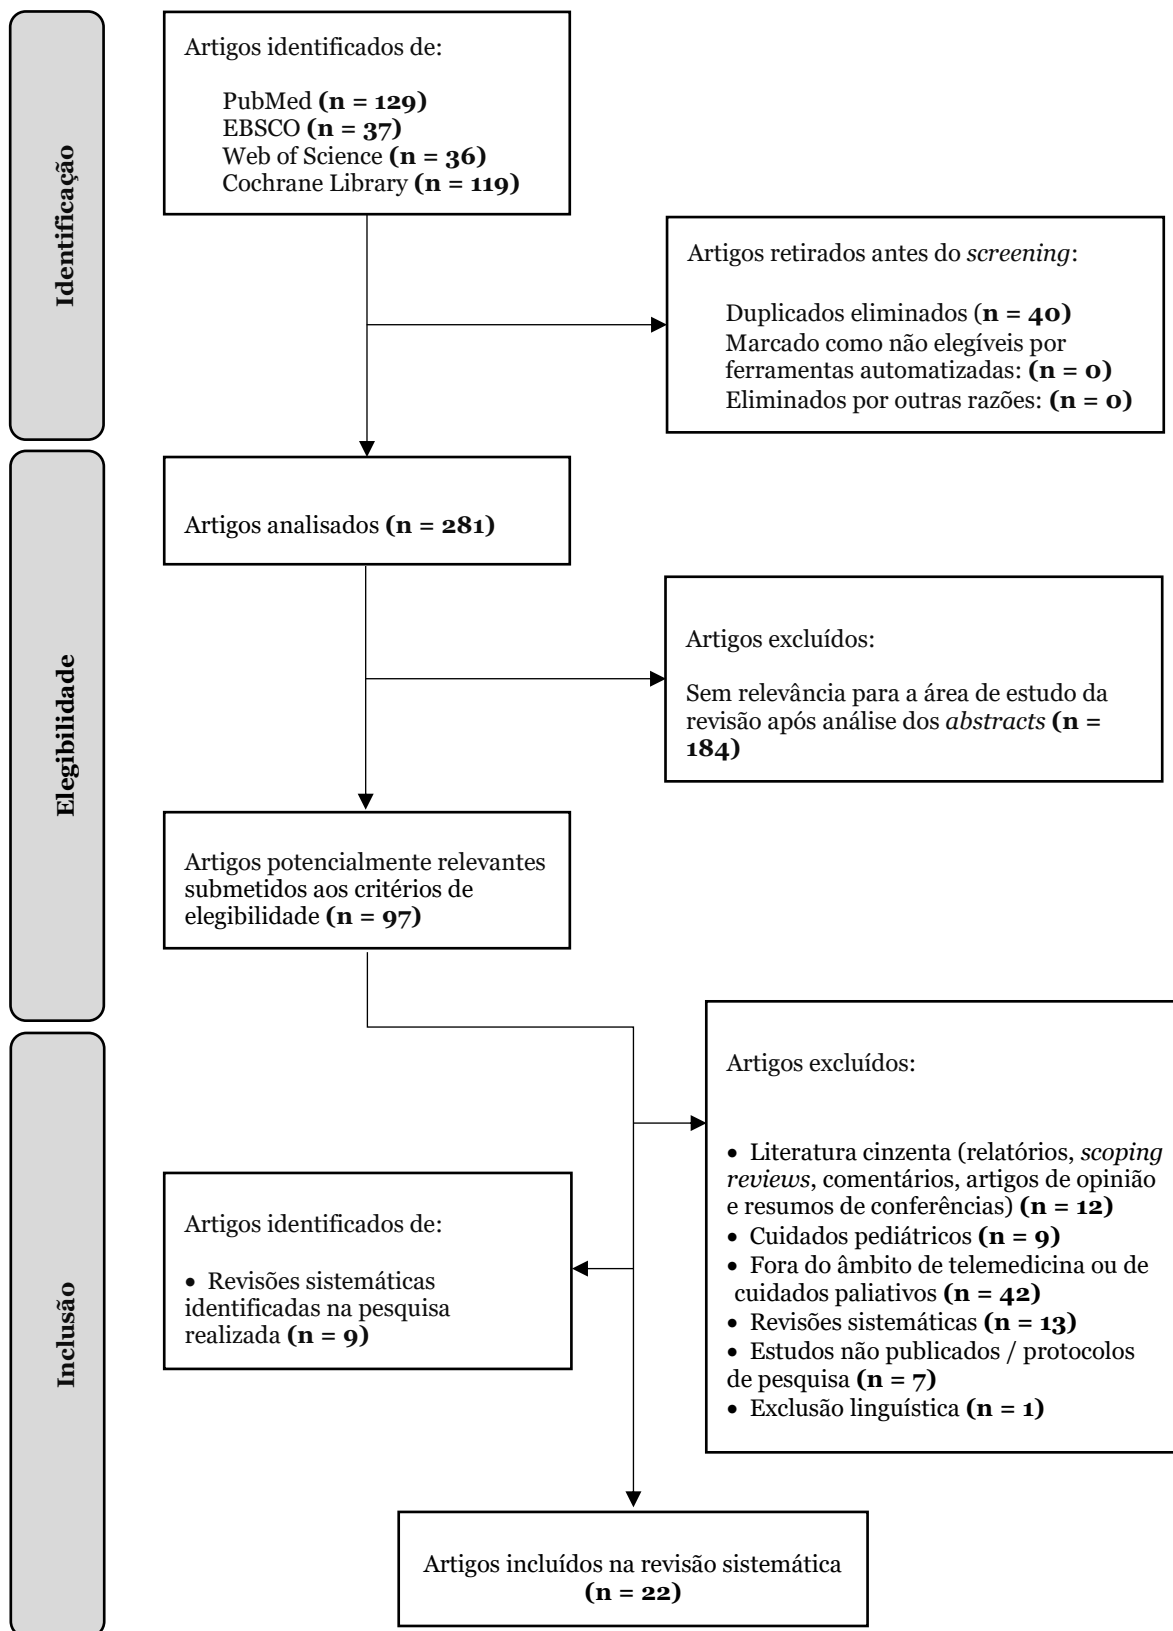 Identificação
Artigos identificados de:
PubMed (n = 129)
EBSCO (n = 37)
Web of Science (n = 36)
Cochrane Library (n = 119)
Artigos retirados antes do screening:
Duplicados eliminados (n = 40)
Marcado como não elegíveis por
ferramentas automatizadas: (n = 0)
Eliminados por outras razões: (n = 0)
Elegibilidade
Artigos analisados (n = 281)
Artigos excluídos:
Sem relevância para a área de estudo da
revisão após análise dos abstracts (n =
184)
Artigos potencialmente relevantes
submetidos aos critérios de
elegibilidade (n = 97)
Inclusão
Artigos excluídos:
• Literatura cinzenta (relatórios, scoping
reviews, comentários, artigos de opinião
e resumos de conferências) (n = 12)
• Cuidados pediátricos (n = 9)
• Fora do âmbito de telemedicina ou de
cuidados paliativos (n = 42)
• Revisões sistemáticas (n = 13)
• Estudos não publicados / protocolos
de pesquisa (n = 7)
• Exclusão linguística (n = 1)
Artigos identificados de:
• Revisões sistemáticas
identificadas na pesquisa
realizada (n = 9)
Artigos incluídos na revisão sistemática
(n = 22)